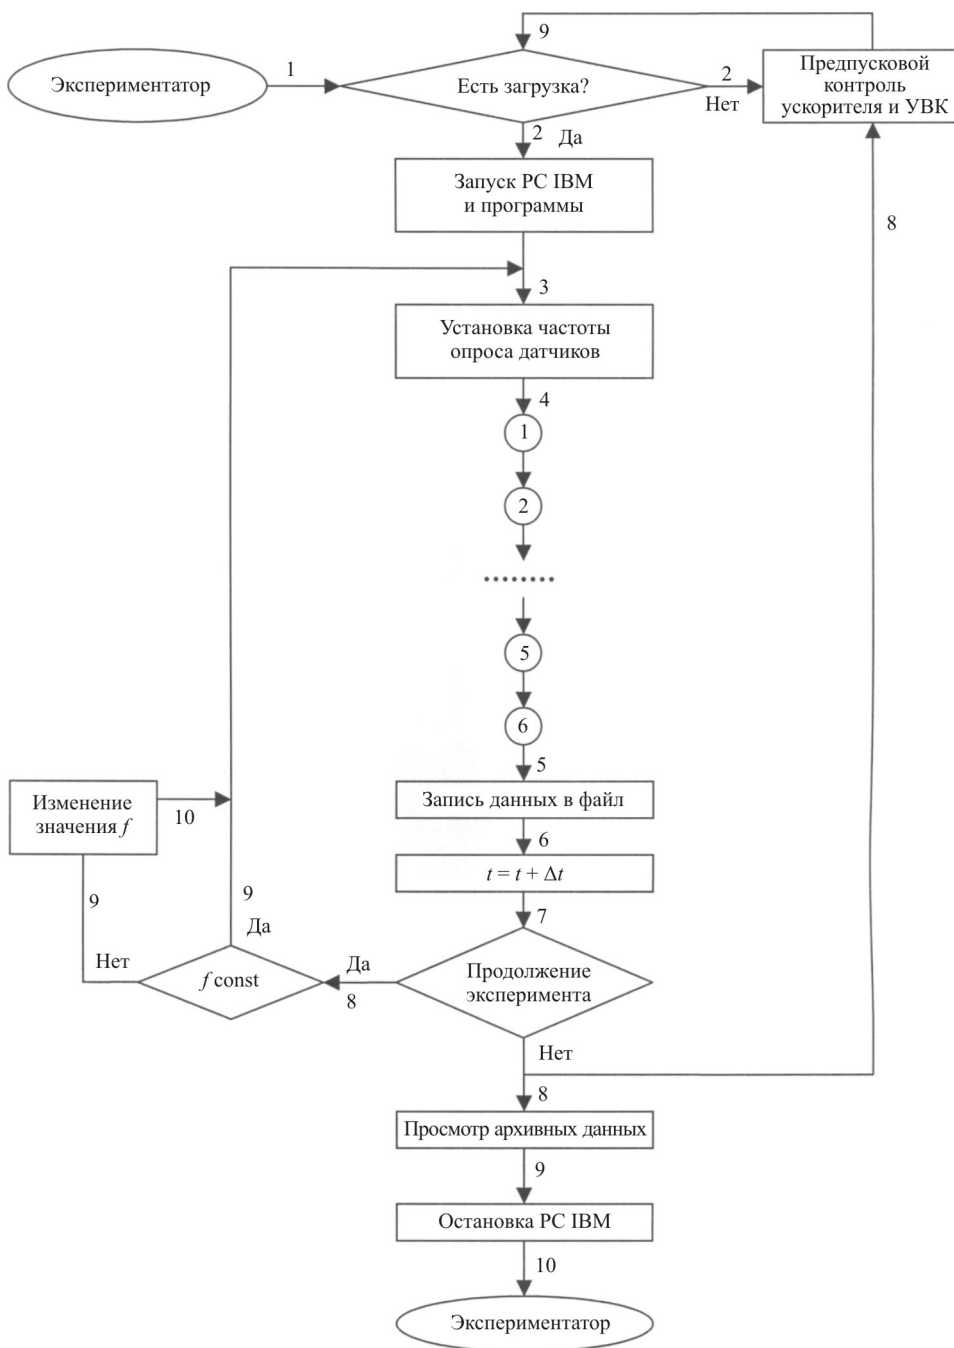 9
Экспериментатор
1
Есть загрузка?
2
Нет
Предпусковой
контроль
ускорителя и УВК
2
Да
Запуск PC IBM
и программы
8
3
Установка частоты
опроса датчиков
4
1
2
........
5
6
5
Запись данных в файл
Изменение
значения f
10
6
t = t + Δt
9
9
Да
7
Нет
f const
Да
8
Продолжение
эксперимента
Нет
8
Просмотр архивных данных
9
Остановка PC IBM
10
Экспериментатор